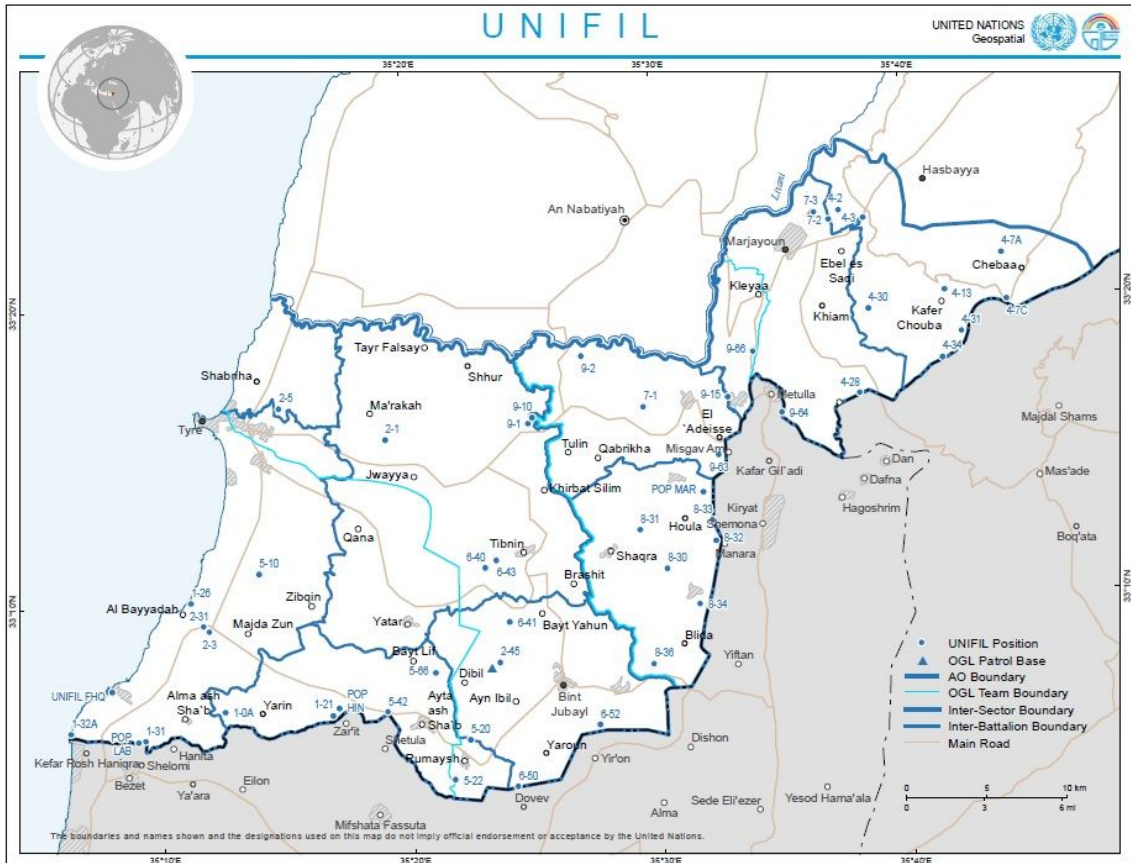 UNIFIL
UNITED NATIONS
Geospatial
35°20'E
35°30'E
35°40'E
Hasbayya
Litani
An Nabatiyah
7-3
4-2
7-2
4-3
Marjayoun
4-7A
Ebel es
Saqi
Chebaa
Kleyaa
33°20'N
33°20'N
4-30
4-13
4-7C
Khiam
Kafer
Chouba
4-31
Tayr Falsay
9-66
4-34
Shhur
9-2
Shabriha
4-28
Metulla
2-5
Ma'rakah
9-10
7-1
9-15
9-64
Majdal Shams
Tyre
9-1
El
'Adeisse
2-1
Tulin
Qabrikha
Misgav Am
9-63
Kafar Gil'adi
Dan
Mas'ade
Jwayya
Dafna
Khirbat Silim
POP MAR
Hagoshrim
8-33
Kiryat
Shemona
8-31
Houla
Qana
8-32
Boq'ata
Tibnin
Manara
Shaqra
6-40
6-43
8-30
5-10
Brashit
33°10'N
33°10'N
1-26
Al Bayyadah
Zibqin
8-34
2-31
6-41
Bayt Yahun
2-3
Majda Zun
Yatar
Blida
UNIFIL Position
Bayt Lif
2-45
8-36
Yiftan
OGL Patrol Base
5-66
Dibil
AO Boundary
UNIFIL FHQ
Bint
Jubayl
OGL Team Boundary
Alma ash
Sha'b
Ayn Ibil
Inter-Sector Boundary
1-0A
Yarin
1-21
POP
HIN
5-42
Ayta
ash
Sha'b
6-52
Inter-Battalion Boundary
1-32A
POP
LAB
1-31
Zar'it
5-20
Main Road
Shetula
Yaroun
Dishon
Kefar Rosh Haniqra
Hanita
Rumaysh
Yir'on
Shelomi
5-22
6-50
Bezet
Ya'ara
Eilon
Dovev
Alma
Sede Eli'ezer
Yesod Hama'ala
0 5 10 km
0 3 6 mi
Mifshata Fassuta
The boundaries and names shown and the designations used on this map do not imply official endorsement or acceptance by the United Nations.
35°10'E
35°20'E
35°30'E
35°40'E